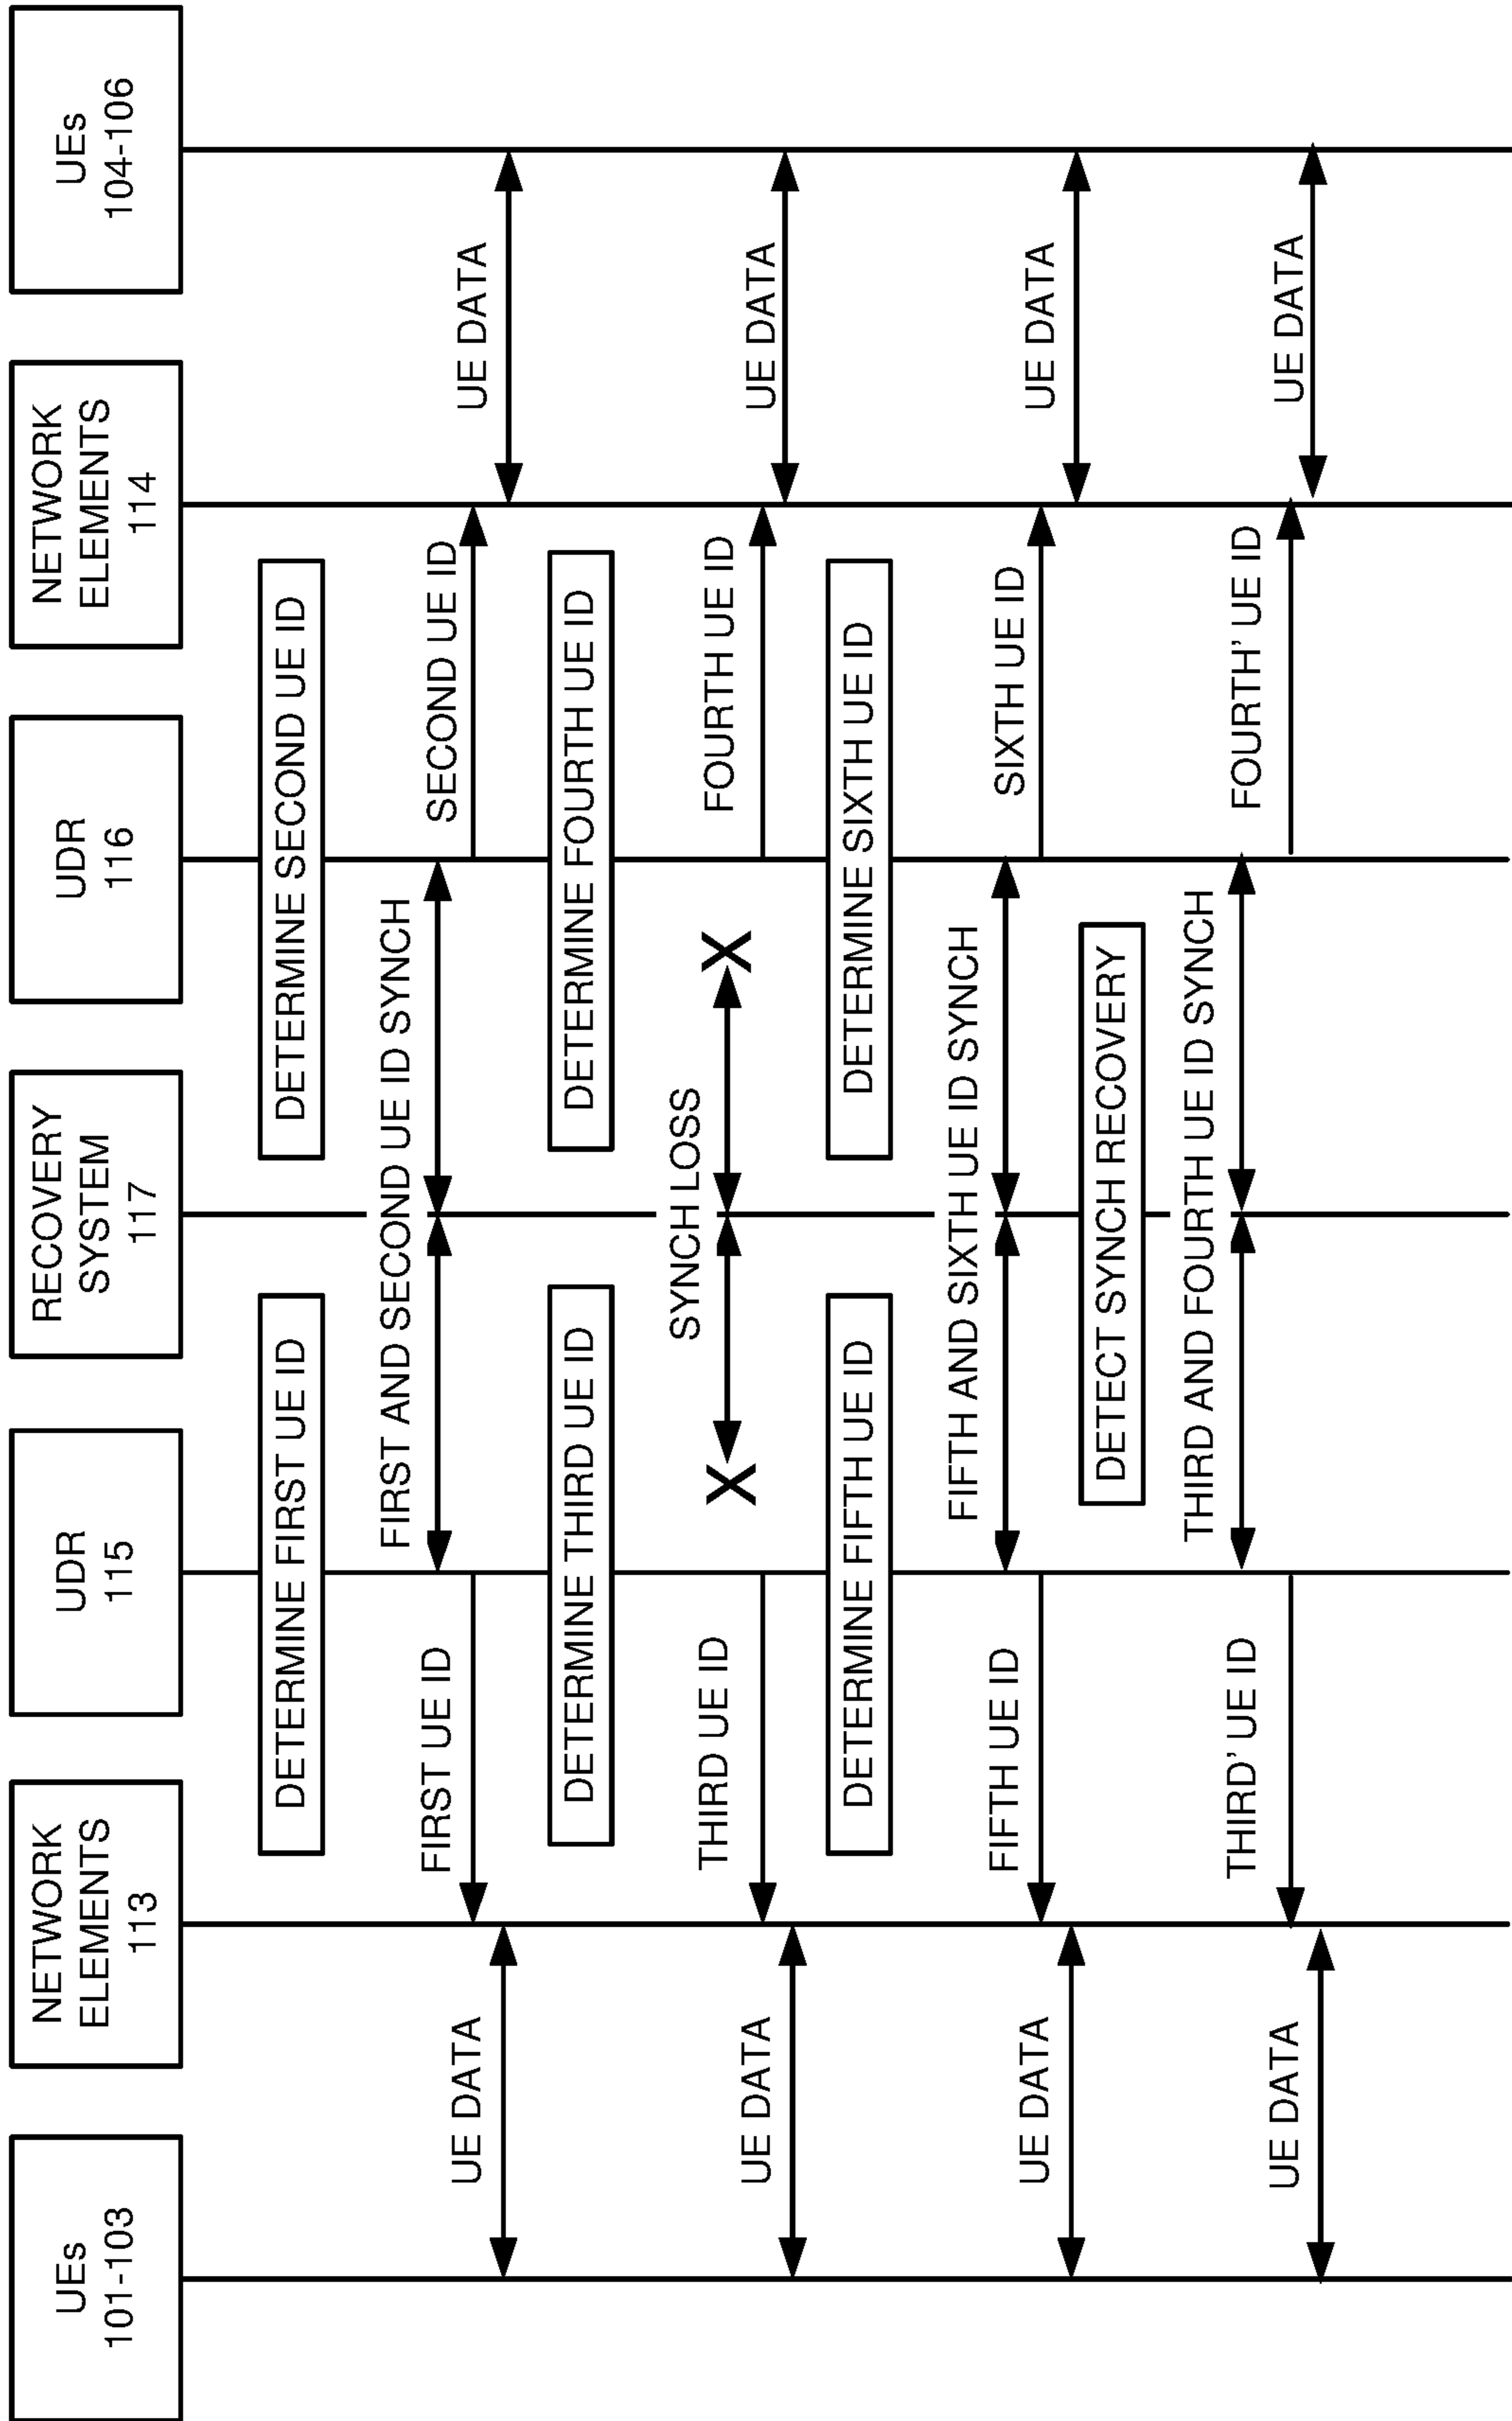 UEs
101-103
NETWORK
ELEMENTS
113
UDR
115
RECOVERY
SYSTEM
117
UDR
116
NETWORK
ELEMENTS
114
UEs
104-106
DETERMINE FIRST UE ID
DETERMINE SECOND UE ID
FIRST AND SECOND UE ID SYNCH
FIRST UE ID
SECOND UE ID
UE DATA
UE DATA
DETERMINE THIRD UE ID
DETERMINE FOURTH UE ID
SYNCH LOSS
X
X
THIRD UE ID
FOURTH UE ID
UE DATA
UE DATA
DETERMINE FIFTH UE ID
DETERMINE SIXTH UE ID
FIFTH AND SIXTH UE ID SYNCH
FIFTH UE ID
SIXTH UE ID
UE DATA
UE DATA
DETECT SYNCH RECOVERY
THIRD AND FOURTH UE ID SYNCH
THIRD' UE ID
FOURTH' UE ID
UE DATA
UE DATA